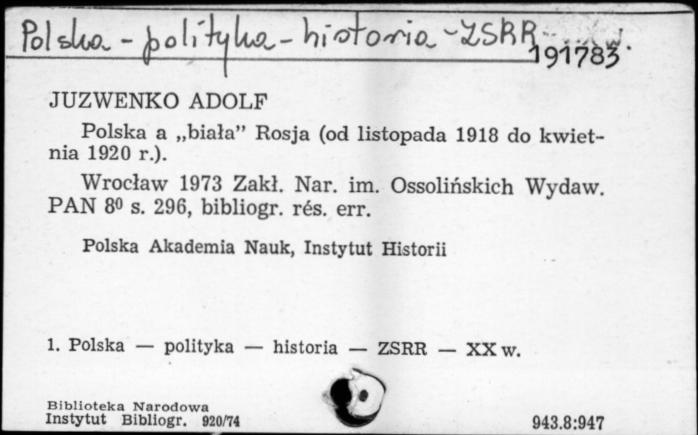 Polska - polityka - historia - ZSRR
191783
JUZWENKO ADOLF
Polska a „biała” Rosja (od listopada 1918 do kwiet-
nia 1920 r.).
Wrocław 1973 Zakł. Nar. im. Ossolińskich Wydaw.
PAN 8⁰ s. 296, bibliogr. rés. err.
Polska Akademia Nauk, Instytut Historii
1. Polska — polityka — historia — ZSRR — XX w.
Biblioteka Narodowa
Instytut Bibliogr. 920/74
943.8:947